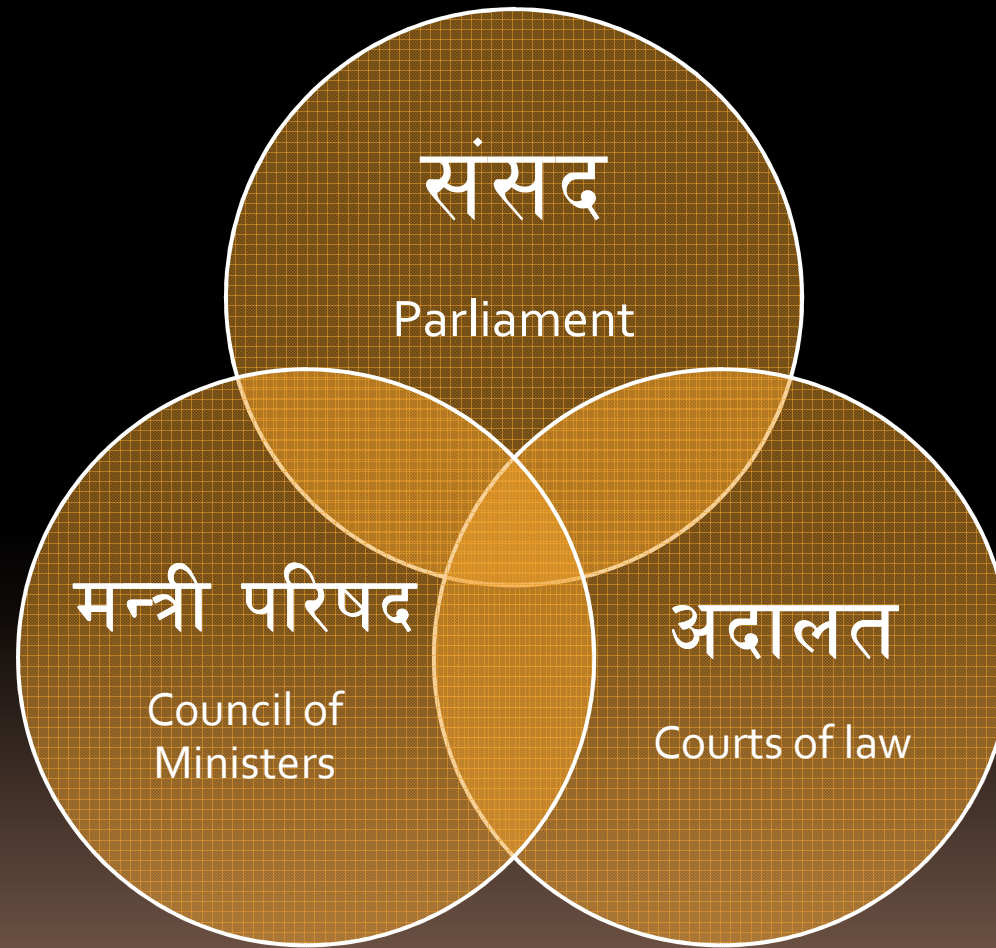 संसद
Parliament
मन्त्री परिषद
Council of
Ministers
अदालत
Courts of law